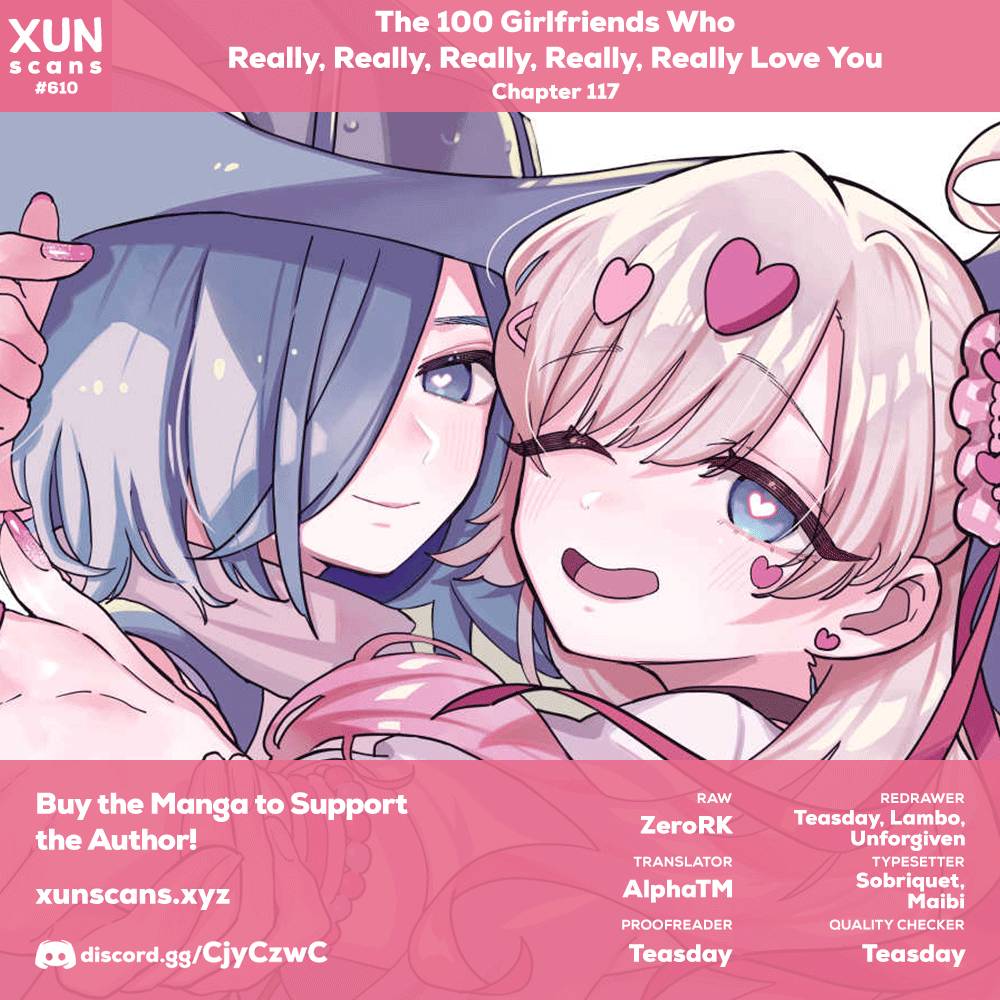 XUN
scans
#610
The 100 Girlfriends Who
Really, Really, Really, Really, Really Love You
Chapter 117
Buy the Manga to Support
the Author!
xunscans.xyz
discord.gg/CjyCzwC
RAW
ZeroRK
TRANSLATOR
AlphaTM
PROOFREADER
Teasday
REDRAWER
Teasday, Lambo,
Unforgiven
TYPESETTER
Sobriquet,
Maibi
QUALITY CHECKER
Teasday